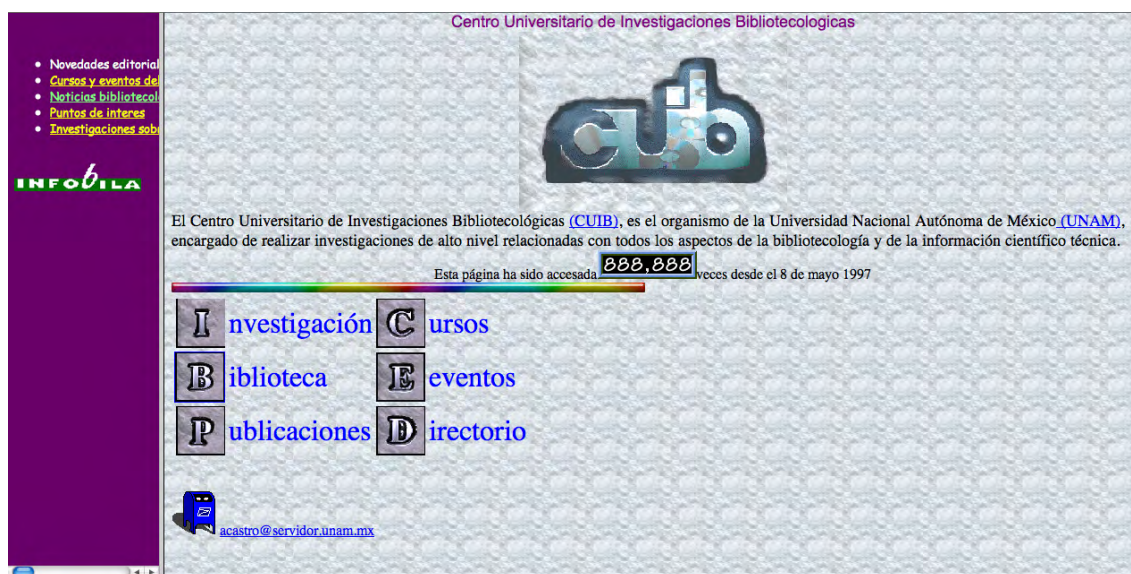 Centro Universitario de Investigaciones Bibliotecologicas
Novedades editorial
Cursos y eventos del
Noticias bibliotecol
Puntos de interes
Investigaciones sob
INFOBILA
cuib
El Centro Universitario de Investigaciones Bibliotecológicas (CUIB), es el organismo de la Universidad Nacional Autónoma de México (UNAM),
encargado de realizar investigaciones de alto nivel relacionadas con todos los aspectos de la bibliotecología y de la información científico técnica.
Esta página ha sido accesada 888,888 veces desde el 8 de mayo 1997
Investigación Cursos
Biblioteca Eeventos
Publicaciones Directorio
acastro@servidor.unam.mx